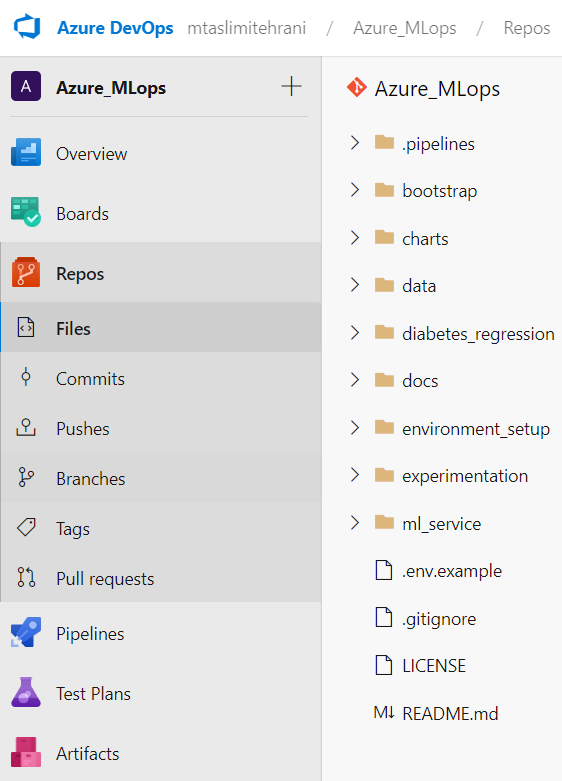 Azure DevOps mtaslimitehrani / Azure_MLops / Repos
A Azure_MLops
Overview
Boards
Repos
Files
Commits
Pushes
Branches
Tags
Pull requests
Pipelines
Test Plans
Artifacts
Azure_MLops
.pipelines
bootstrap
charts
data
diabetes_regression
docs
environment_setup
experimentation
ml_service
.env.example
.gitignore
LICENSE
M↓ README.md